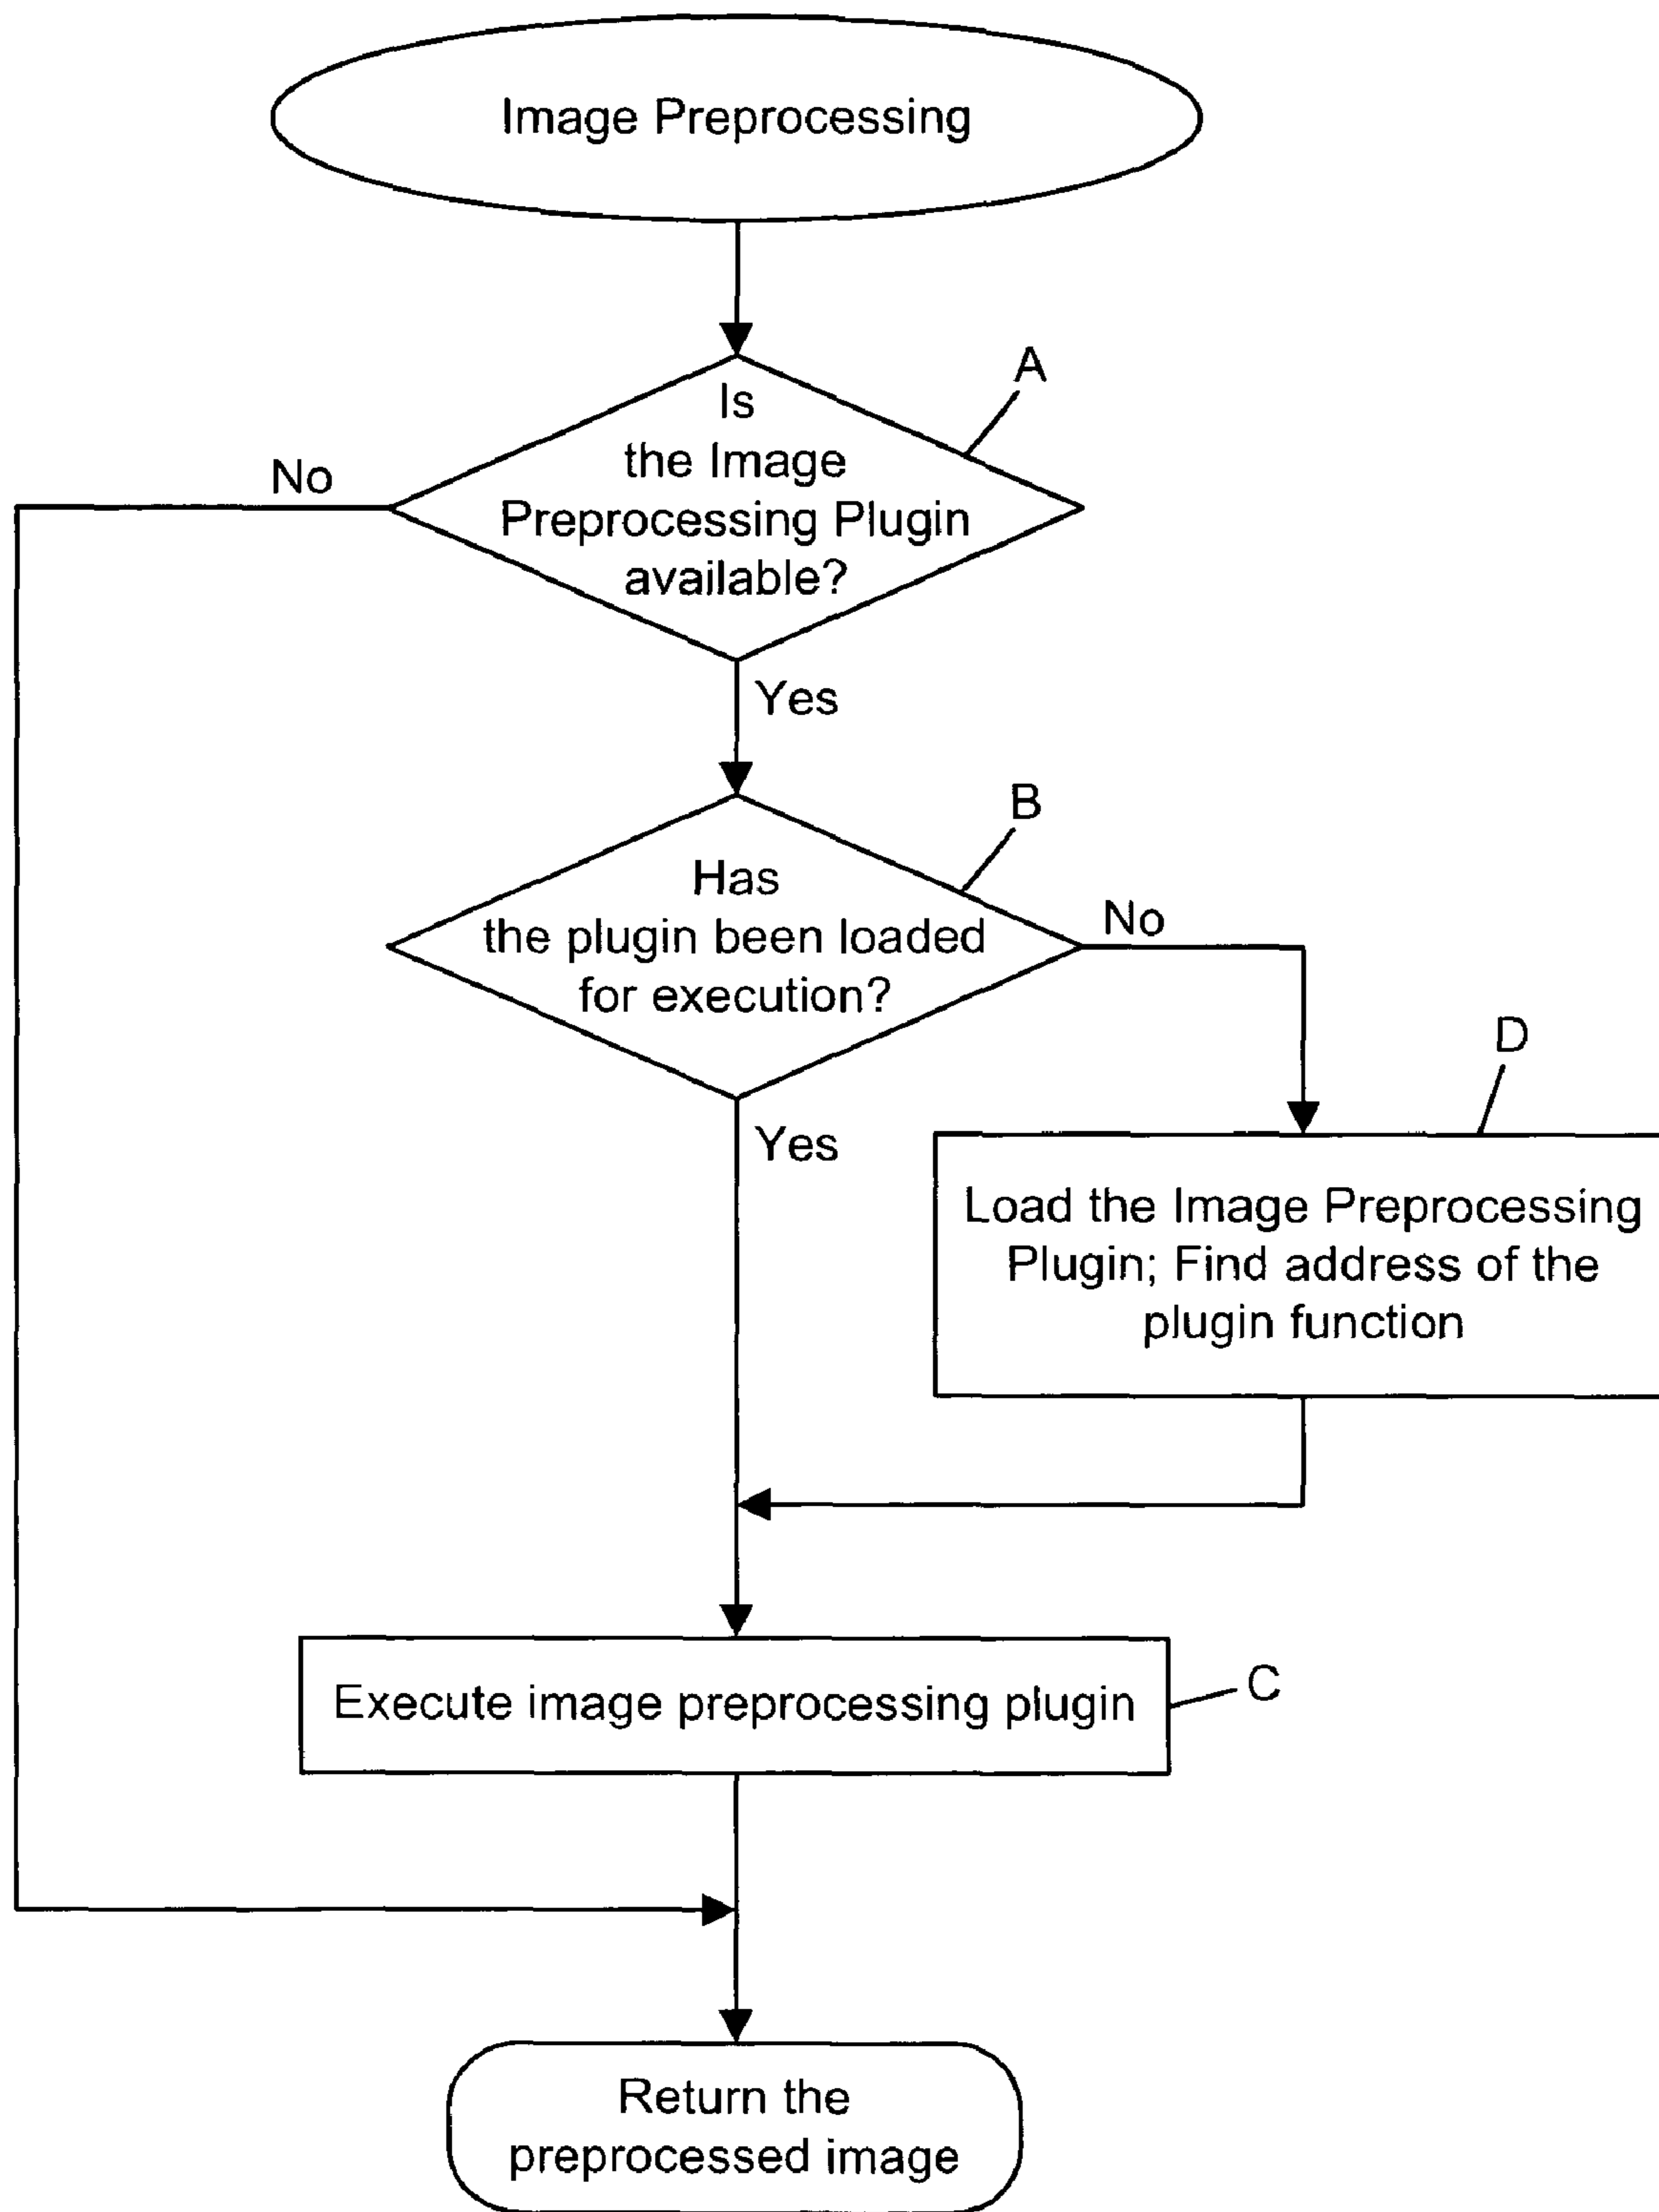 Image Preprocessing
A
Is
the Image
Preprocessing Plugin
available?
No
Yes
B
Has
the plugin been loaded
for execution?
No
Yes
D
Load the Image Preprocessing
Plugin; Find address of the
plugin function
Execute image preprocessing plugin
C
Return the
preprocessed image